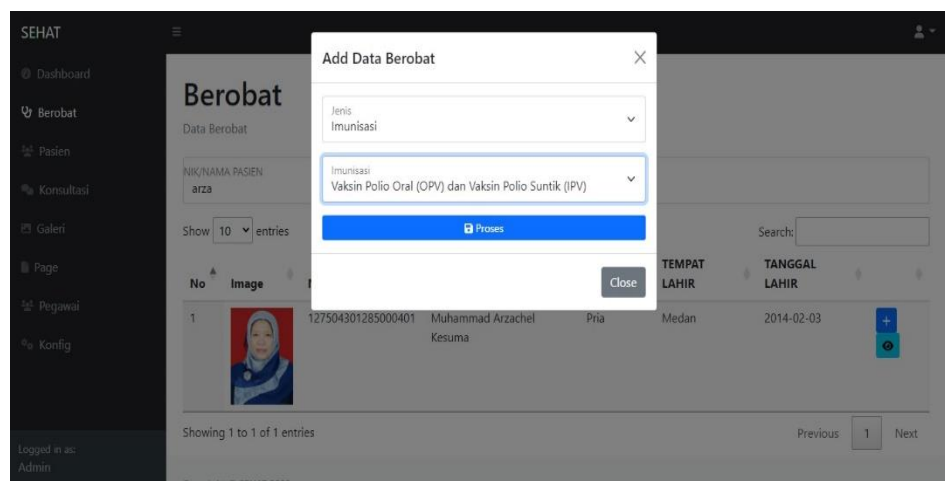 SEHAT
Dashboard
Berobat
Pasien
Konsultasi
Galeri
Page
Pegawai
Konfig
Logged in as:
Admin
Berobat
Data Berobat
NIK/NAMA PASIEN
arza
Show 10 entries
Search:
No Image
TEMPAT LAHIR
TANGGAL LAHIR
1
127504301285000401
Muhammad Arzachel
Kesuma
Pria
Medan
2014-02-03
Showing 1 to 1 of 1 entries
Previous 1 Next
Add Data Berobat
Jenis
Imunisasi
Imunisasi
Vaksin Polio Oral (OPV) dan Vaksin Polio Suntik (IPV)
Proses
Close